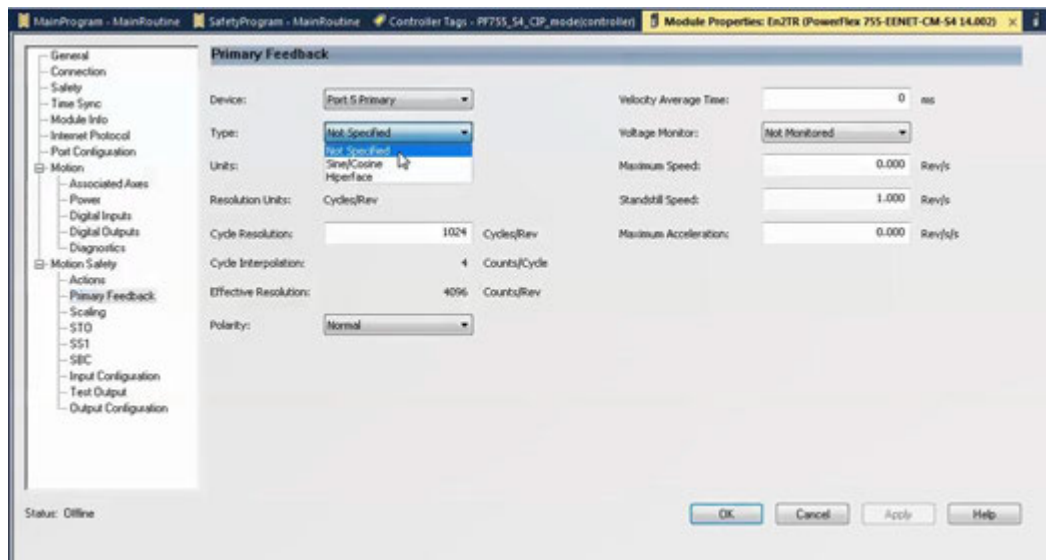 MainProgram - MainRoutine SafetyProgram - MainRoutine Controller Tags - PF755_S4_CIP_mode(controller) Module Properties: En2TR (PowerFlex 755-EENET-CM-S4 14.002) ×
General
Connection
Safety
Time Sync
Module Info
Internet Protocol
Port Configuration
Motion
Associated Axes
Power
Digital Inputs
Digital Outputs
Diagnostics
Motion Safety
Actions
Primary Feedback
Scaling
STO
SS1
SBC
Input Configuration
Test Output
Output Configuration
Primary Feedback
Device: Port 5 Primary
Type: Not Specified
Not Specified
Sine/Cosine
Hiperface
Units:
Resolution Units: Cycles/Rev
Cycle Resolution: 1024 Cycles/Rev
Cycle Interpolation: 4 Counts/Cycle
Effective Resolution: 4096 Counts/Rev
Polarity: Normal
Velocity Average Time: 0 ms
Voltage Monitor: Not Monitored
Maximum Speed: 0.000 Rev/s
Standstill Speed: 1.000 Rev/s
Maximum Acceleration: 0.000 Rev/s/s
Status: Offline
OK Cancel Apply Help